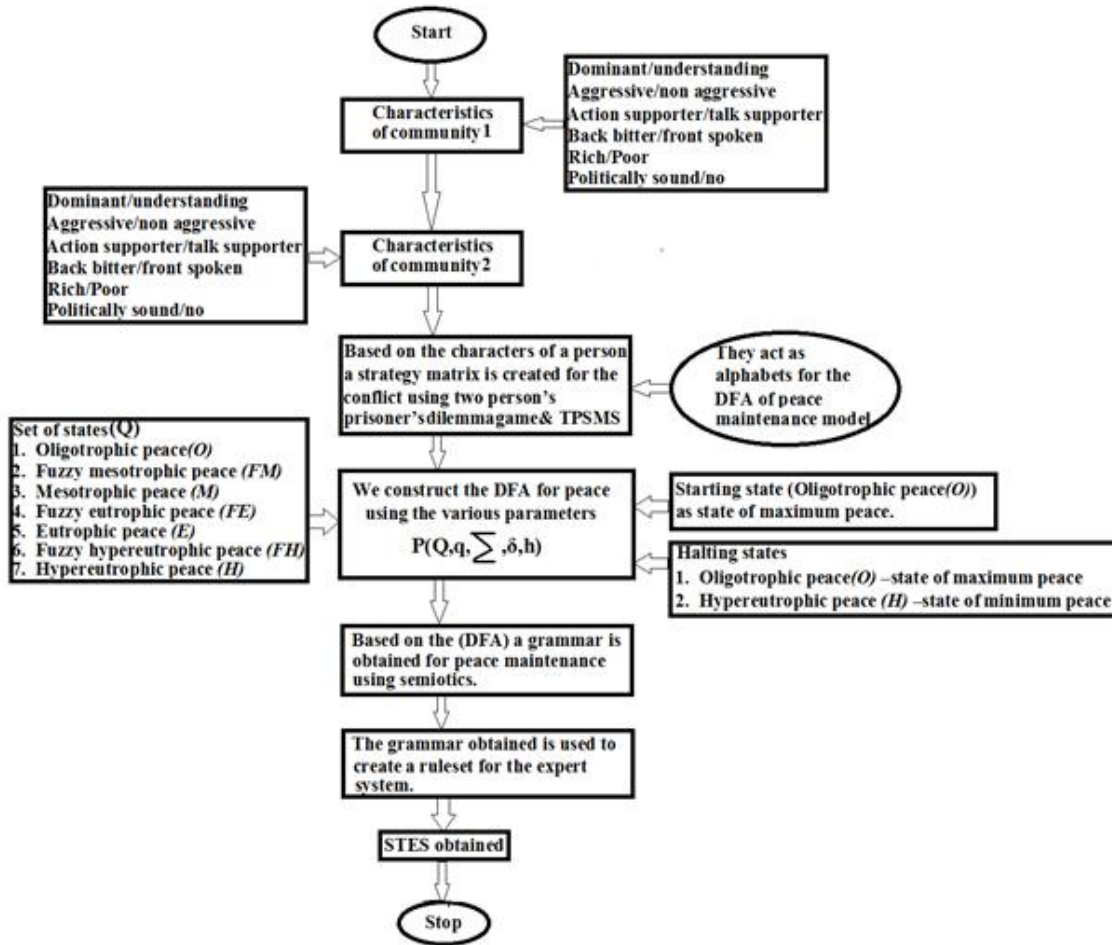 Start
Dominant/understanding
Aggressive/non aggressive
Action supporter/talk supporter
Back bitter/front spoken
Rich/Poor
Politically sound/no
Characteristics
of community1
Dominant/understanding
Aggressive/non aggressive
Action supporter/talk supporter
Back bitter/front spoken
Rich/Poor
Politically sound/no
Characteristics
of community2
Based on the characters of a person
a strategy matrix is created for the
conflict using two person's
prisoner'sdilemmagame& TPSMS
They act as
alphabets for the
DFA of peace
maintenance model
Set of states(Q)
1. Oligotrophic peace(O)
2. Fuzzy mesotrophic peace (FM)
3. Mesotrophic peace (M)
4. Fuzzy eutrophic peace (FE)
5. Eutrophic peace (E)
6. Fuzzy hypereutrophic peace (FH)
7. Hypereutrophic peace (H)
We construct the DFA for peace
using the various parameters
P(Q,q,∑,δ,h)
Starting state (Oligotrophic peace(O))
as state of maximum peace.
Halting states
1. Oligotrophic peace(O) –state of maximum peace
2. Hypereutrophic peace (H) –state of minimum peace
Based on the (DFA) a grammar is
obtained for peace maintenance
using semiotics.
The grammar obtained is used to
create a ruleset for the expert
system.
STES obtained
Stop